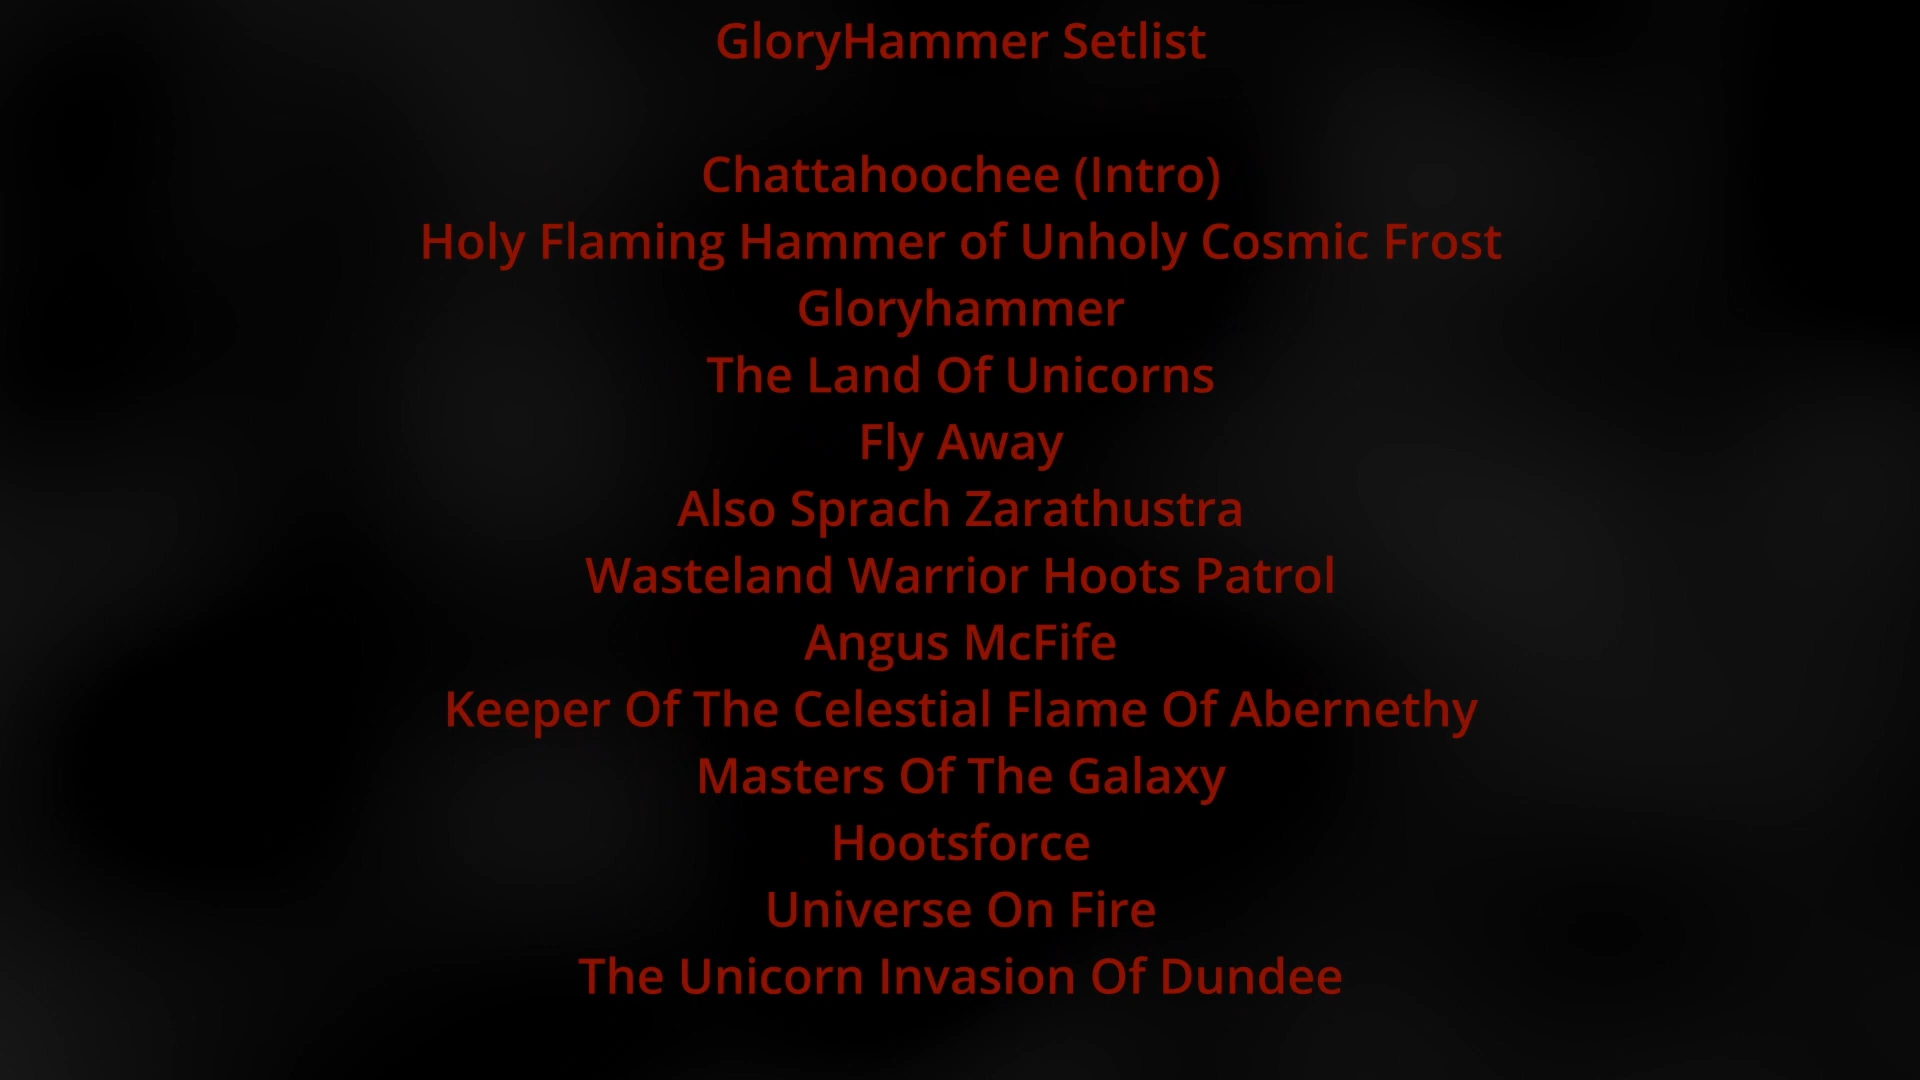 GloryHammer Setlist
Chattahoochee (Intro)
Holy Flaming Hammer of Unholy Cosmic Frost
Gloryhammer
The Land Of Unicorns
Fly Away
Also Sprach Zarathustra
Wasteland Warrior Hoots Patrol
Angus McFife
Keeper Of The Celestial Flame Of Abernethy
Masters Of The Galaxy
Hootsforce
Universe On Fire
The Unicorn Invasion Of Dundee